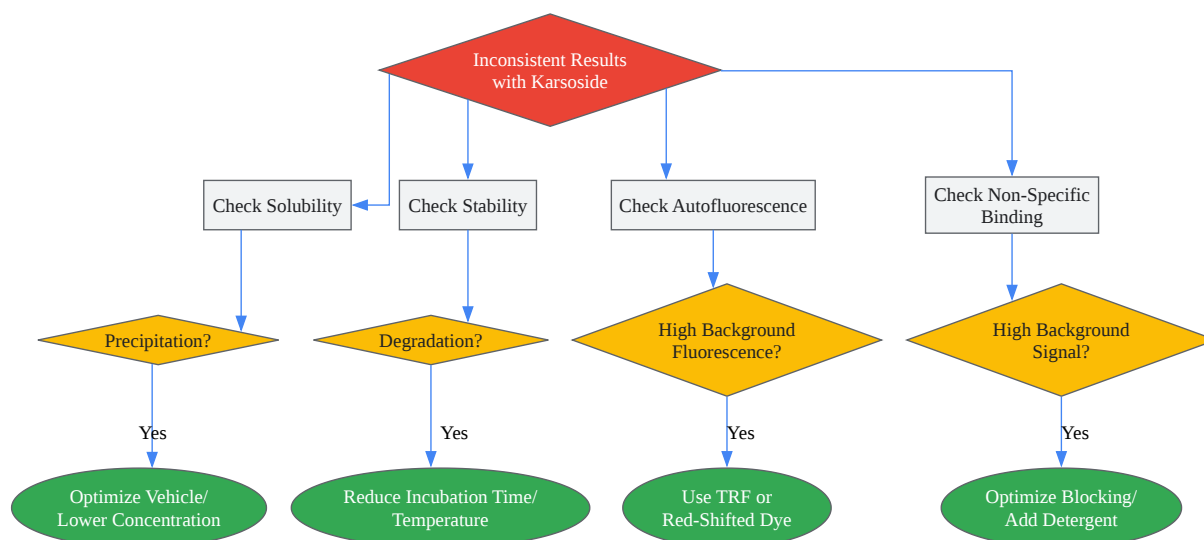 Inconsistent Results
with Karsoside
Check Solubility
Check Stability
Check Autofluorescence
Check Non-Specific
Binding
Precipitation?
Degradation?
High Background
Fluorescence?
High Background
Signal?
Yes
Yes
Yes
Yes
Optimize Vehicle/
Lower Concentration
Reduce Incubation Time/
Temperature
Use TRF or
Red-Shifted Dye
Optimize Blocking/
Add Detergent